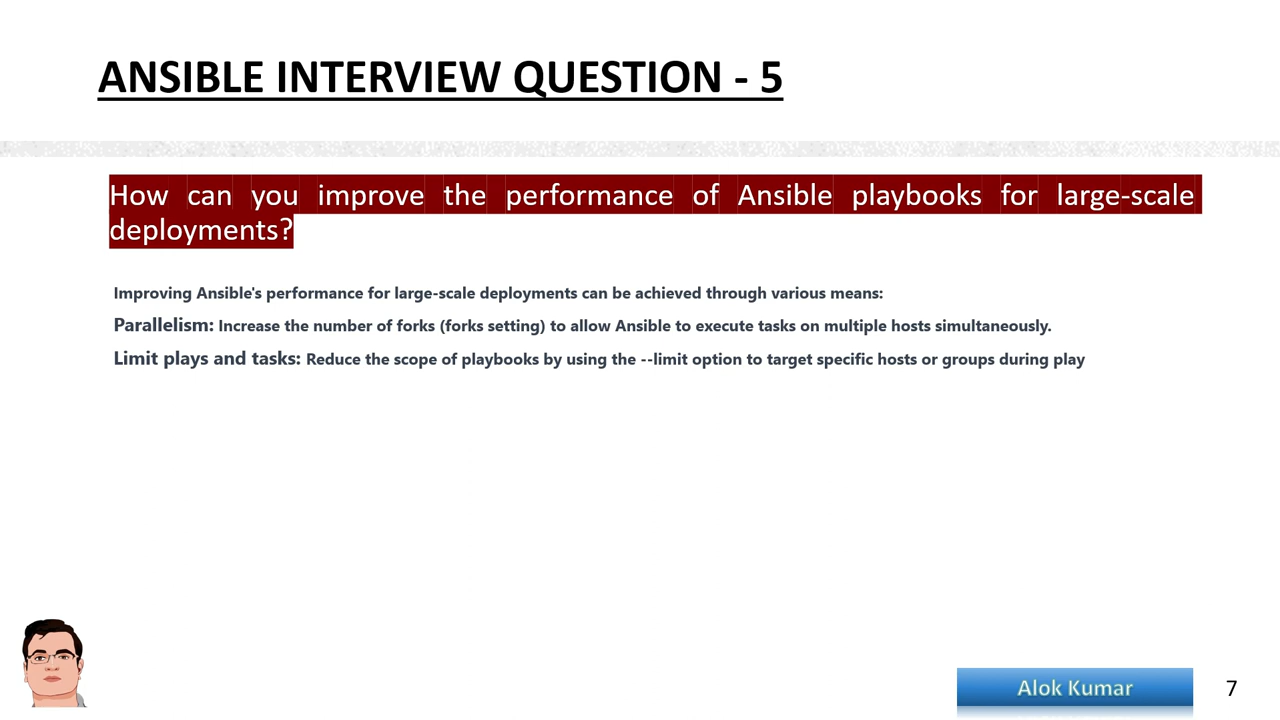 ANSIBLE INTERVIEW QUESTION - 5
How can you improve the performance of Ansible playbooks for large-scale
deployments?
Improving Ansible's performance for large-scale deployments can be achieved through various means:
Parallelism: Increase the number of forks (forks setting) to allow Ansible to execute tasks on multiple hosts simultaneously.
Limit plays and tasks: Reduce the scope of playbooks by using the --limit option to target specific hosts or groups during play
Alok Kumar
7